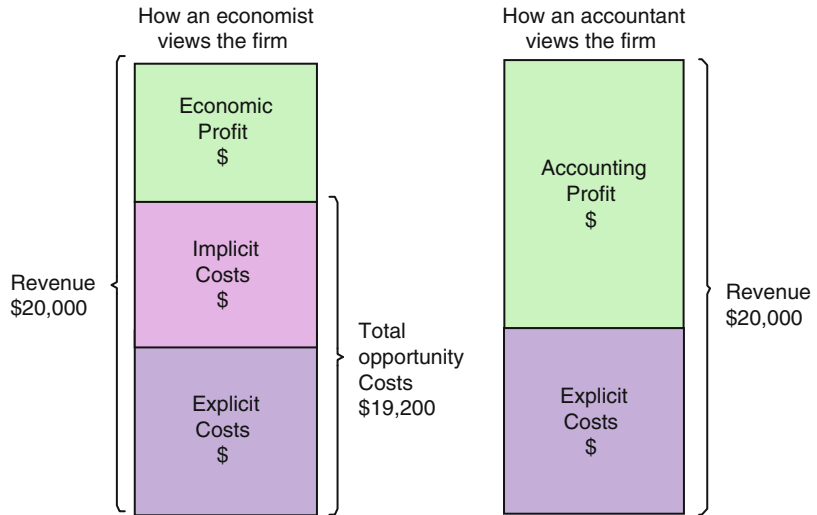 How an economist
views the firm
Economic
Profit
$
Implicit
Costs
$
Explicit
Costs
$
Revenue
$20,000
Total
opportunity
Costs
$19,200
How an accountant
views the firm
Accounting
Profit
$
Explicit
Costs
$
Revenue
$20,000